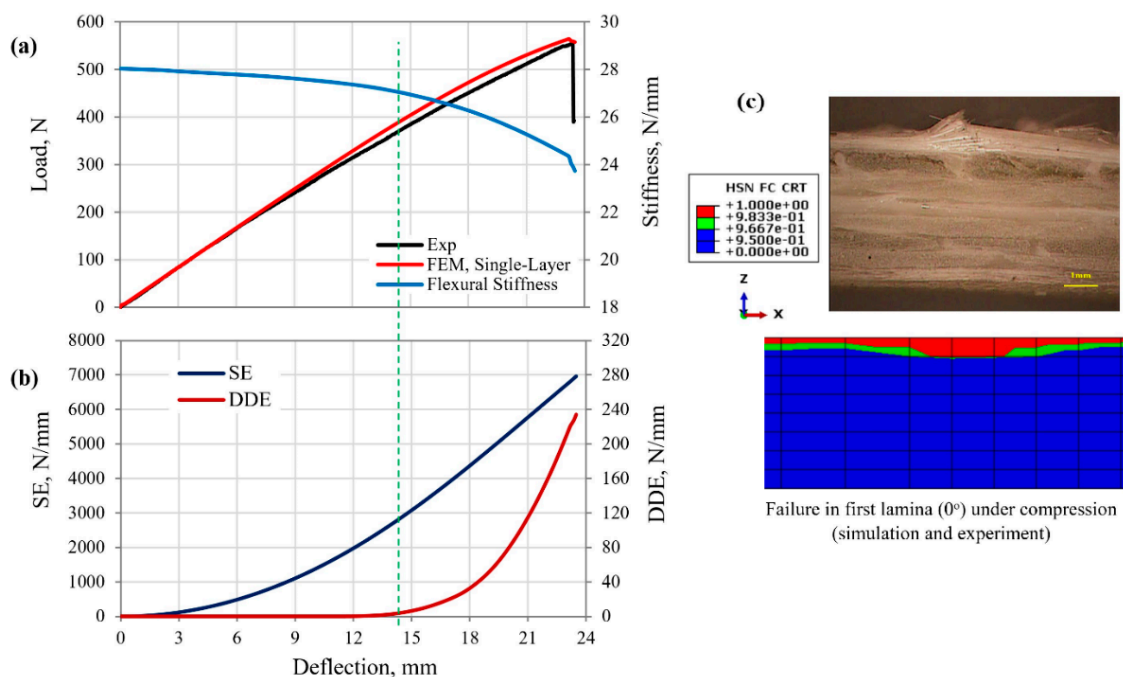 (a)
600
500
400
300
200
100
0
Load, N
30
28
26
24
22
20
18
Stiffness, N/mm
Exp
FEM, Single-Layer
Flexural Stiffness
(b)
8000
7000
6000
5000
4000
3000
2000
1000
0
SE, N/mm
320
280
240
200
160
120
80
40
0
DDE, N/mm
SE
DDE
0 3 6 9 12 15 18 21 24
Deflection, mm
(c)
HSN FC CRT
+1.000e+00
+9.833e-01
+9.667e-01
+9.500e-01
+0.000e+00
Z
X
1mm
Failure in first lamina (0°) under compression
(simulation and experiment)